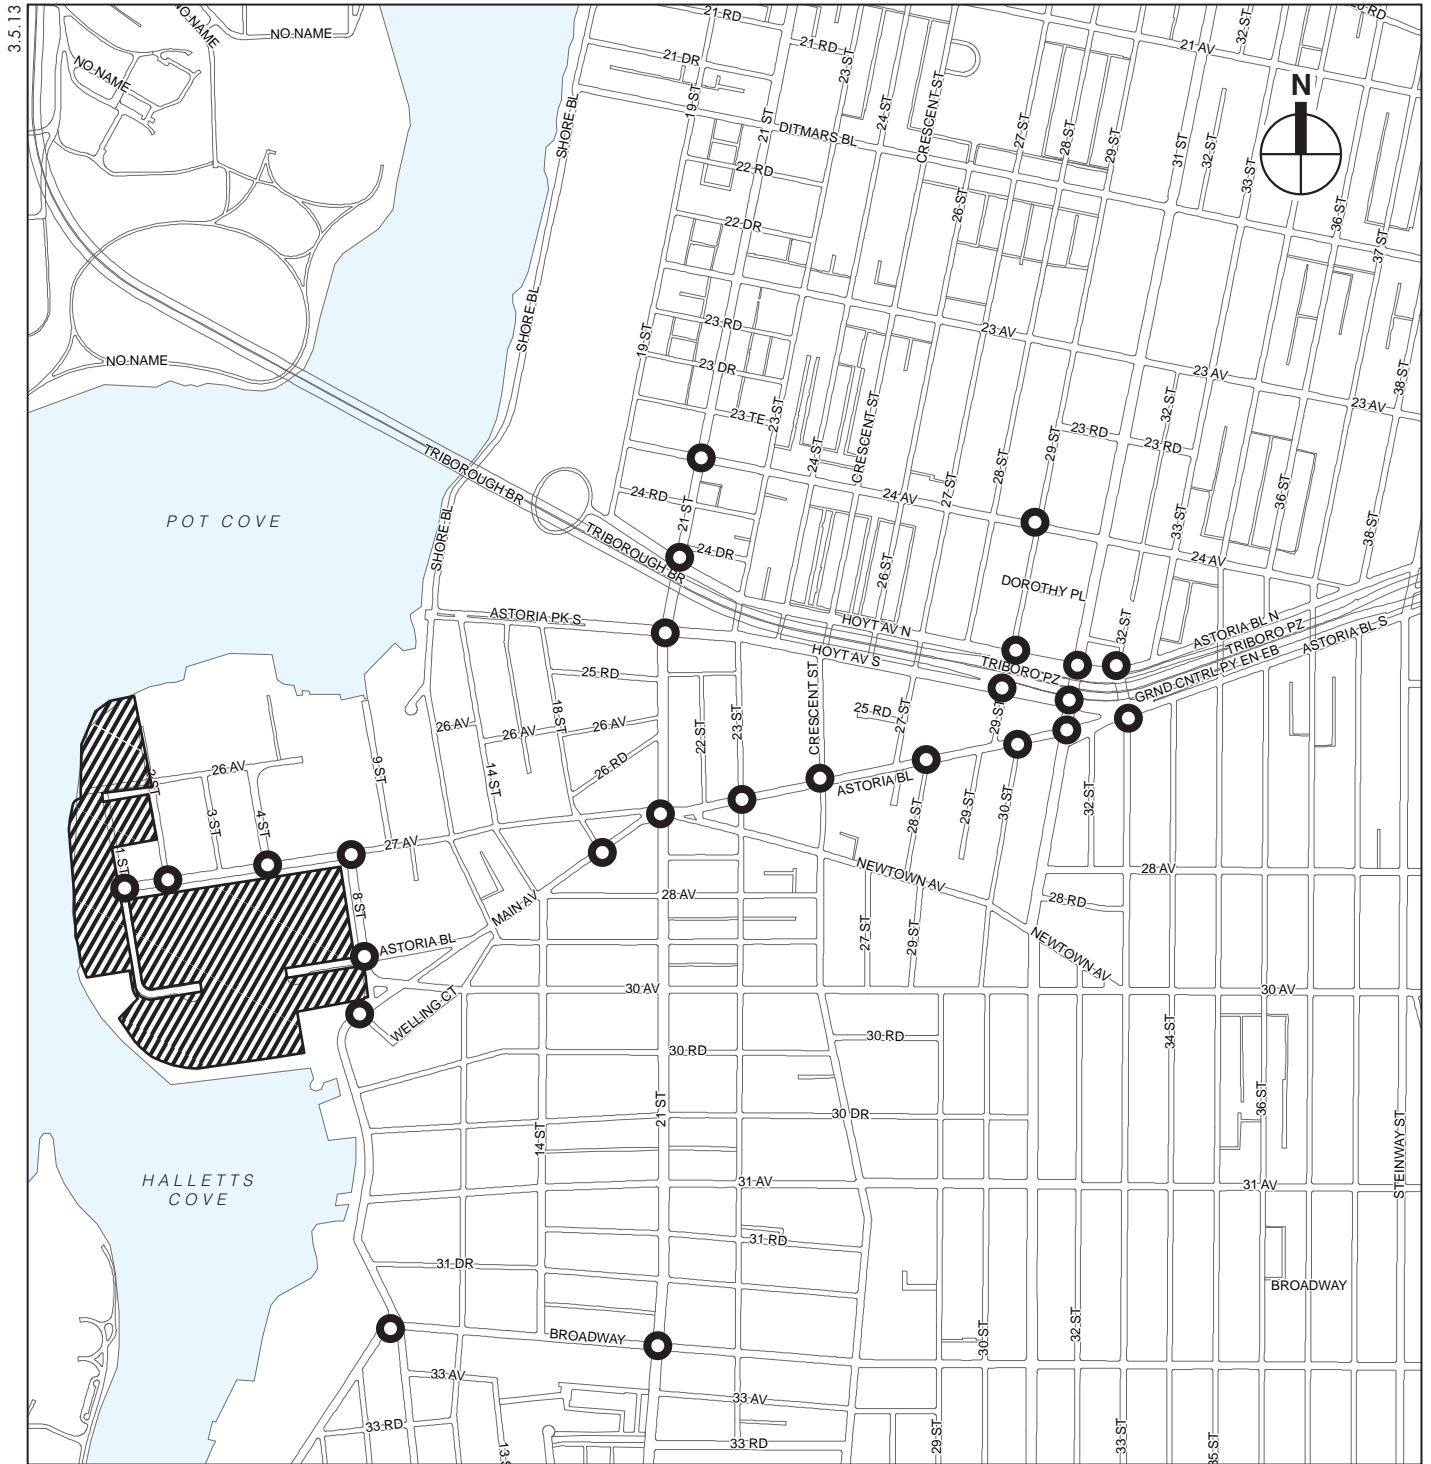 3.5.13
NO NAME
NO NAME
NO NAME
21 RD
21 RD
32 ST
21 AV
21 DR
23 ST
19 ST
SHORE BL
21 ST
24 ST
CRESCENT ST
27 ST
28 ST
29 ST
31 ST
32 ST
33 ST
N
DITMARS BL
22 RD
26 ST
36 ST
37 ST
22 DR
SHORE BL
19 ST
23 RD
23 AV
23 DR
23 AV
32 ST
38 ST
NO NAME
23 TE
23 ST
CRESCENT ST
24 ST
29 ST
23 RD
23 RD
23 AV
TRIBOROUGH BR
28 ST
27 ST
24 AV
36 ST
24 RD
21 ST
33 ST
38 ST
POT COVE
SHORE BL
TRIBOROUGH BR
24 DR
26 ST
24 AV
DOROTHY PL
ASTORIA PK S
HOYT AV N
32 ST
ASTORIA BL N
TRIBORO PZ
ASTORIA BL S
HOYT AV S
TRIBORO PZ
GRND CNTRL PY EN EB
25 RD
CRESCENT ST
25 RD
27 ST
29 ST
26 AV
18 ST
26 AV
26 AV
22 ST
23 ST
26 RD
9 ST
14 ST
26 AV
2 ST
3 ST
4 ST
ASTORIA BL
28 ST
29 ST
30 ST
32 ST
27 AV
1 ST
NEWTOWN AV
28 AV
28 AV
8 ST
MAIN AV
28 RD
27 ST
29 ST
ASTORIA BL
NEWTOWN AV
30 AV
30 AV
WELLING CT
34 ST
30 RD
30 RD
21 ST
14 ST
30 DR
36 ST
STEINWAY ST
HALLETTS
COVE
31 AV
31 AV
31 RD
31 DR
BROADWAY
BROADWAY
30 ST
32 ST
33 AV
33 AV
33 RD
33 RD
29 ST
33 ST